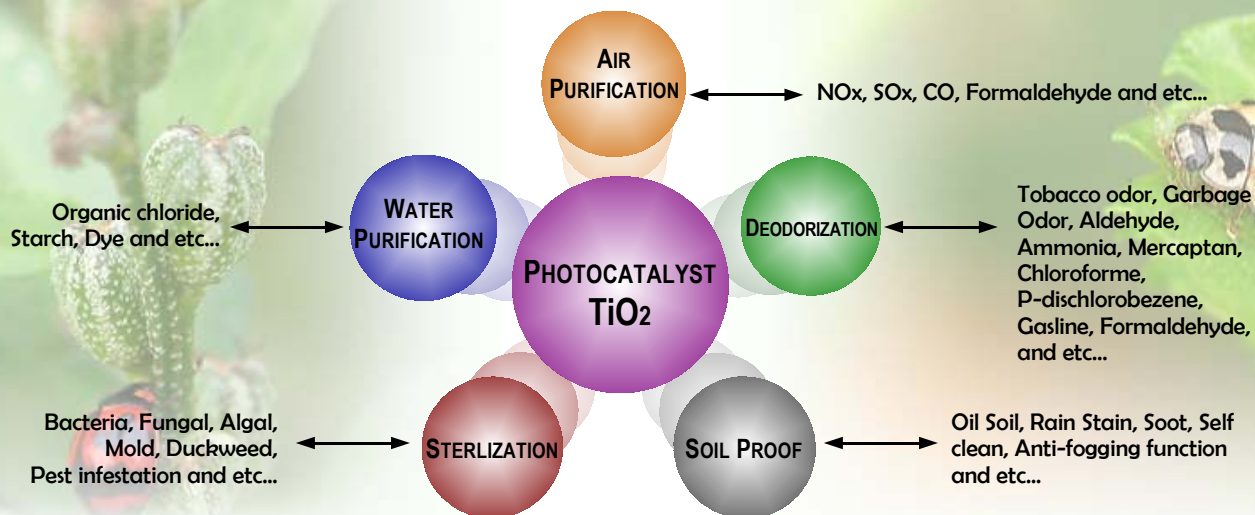 AIR
PURIFICATION
NOx, SOx, CO, Formaldehyde and etc...
WATER
PURIFICATION
Organic chloride,
Starch, Dye and etc...
DEODORIZATION
Tobacco odor, Garbage
Odor, Aldehyde,
Ammonia, Mercaptan,
Chloroforme,
P-dischlorobezene,
Gasline, Formaldehyde,
and etc...
PHOTOCATALYST
TiO2
STERLIZATION
Bacteria, Fungal, Algal,
Mold, Duckweed,
Pest infestation and etc...
SOIL PROOF
Oil Soil, Rain Stain, Soot, Self
clean, Anti-fogging function
and etc...